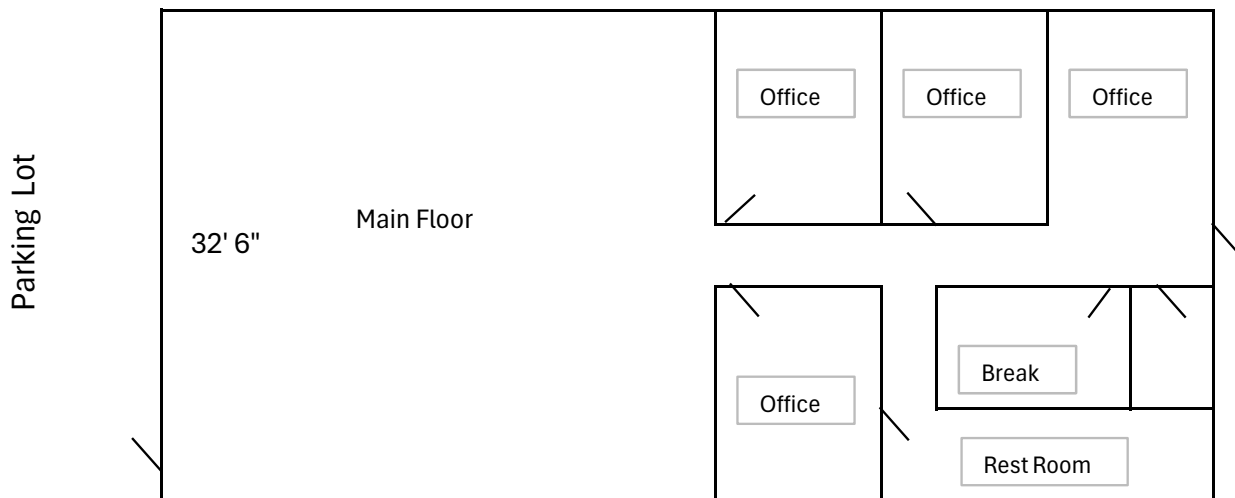 Office
Office
Office
Parking Lot
Main Floor
32' 6"
Break
Office
Rest Room